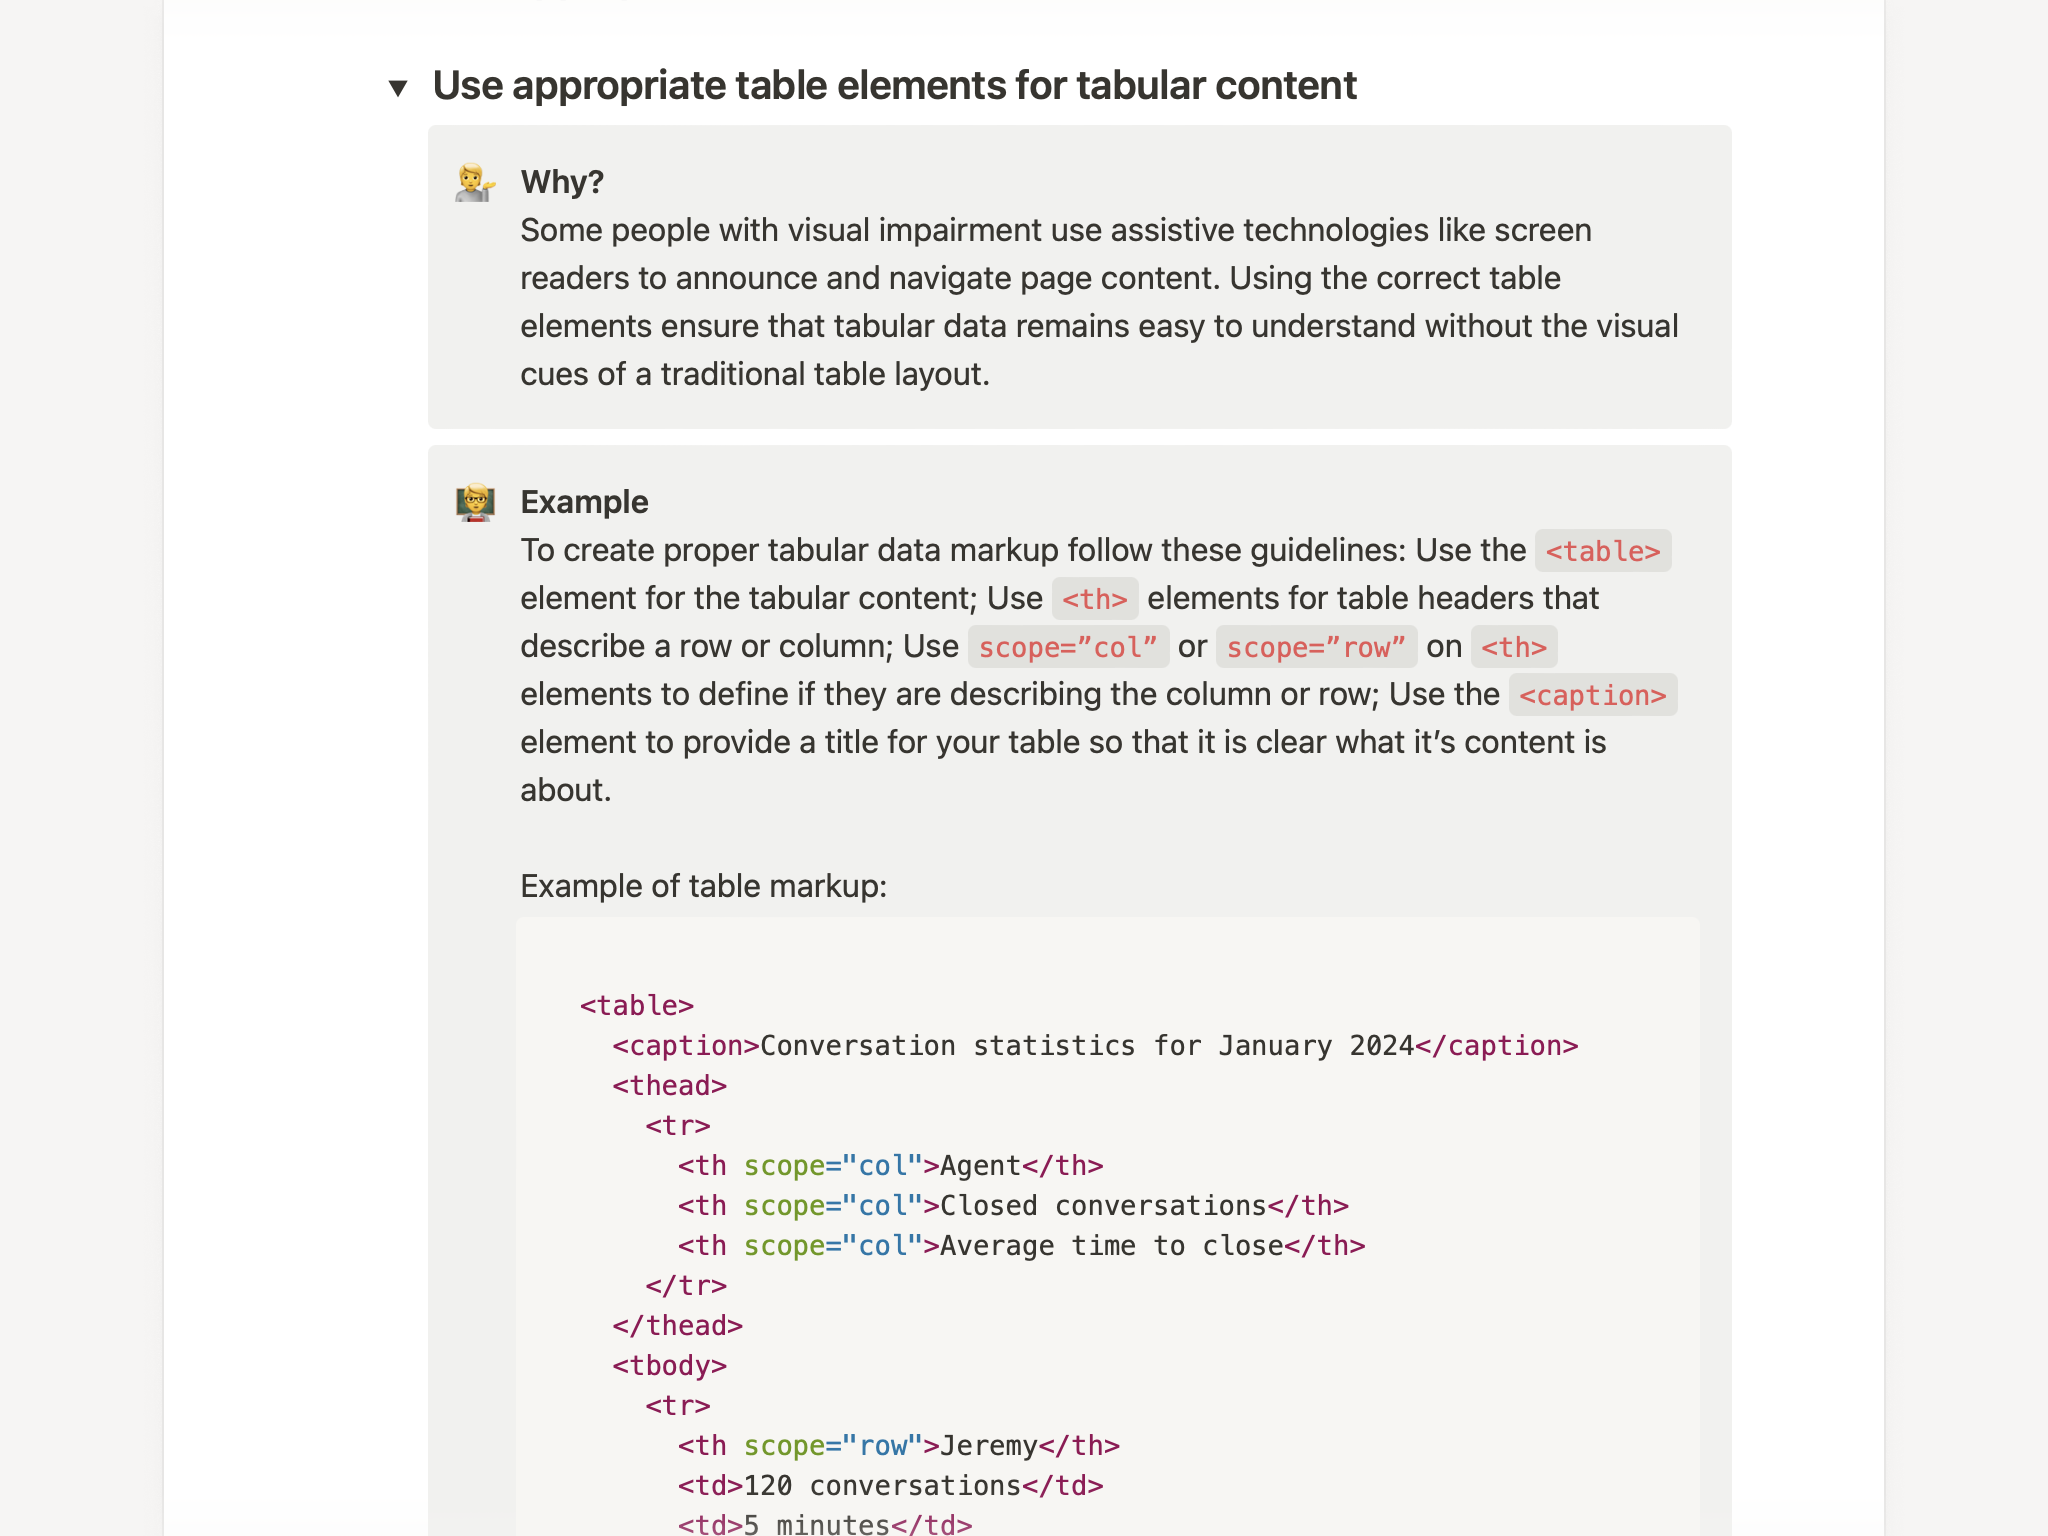 Use appropriate table elements for tabular content
Why?
Some people with visual impairment use assistive technologies like screen
readers to announce and navigate page content. Using the correct table
elements ensure that tabular data remains easy to understand without the visual
cues of a traditional table layout.
Example
To create proper tabular data markup follow these guidelines: Use the <table>
element for the tabular content; Use <th> elements for table headers that
describe a row or column; Use scope=”col” or scope=”row” on <th>
elements to define if they are describing the column or row; Use the <caption>
element to provide a title for your table so that it is clear what it’s content is
about.
Example of table markup:
<table>
<caption>Conversation statistics for January 2024</caption>
<thead>
<tr>
<th scope="col">Agent</th>
<th scope="col">Closed conversations</th>
<th scope="col">Average time to close</th>
</tr>
</thead>
<tbody>
<tr>
<th scope="row">Jeremy</th>
<td>120 conversations</td>
<td>5 minutes</td>